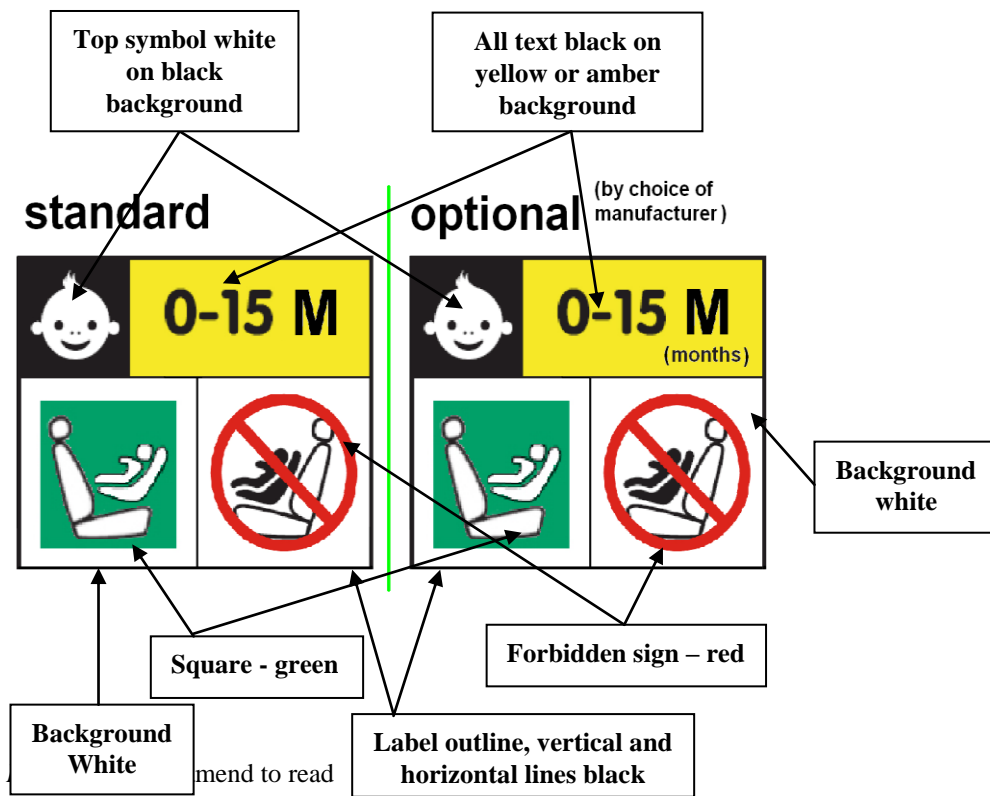 Top symbol white
on black
background
All text black on
yellow or amber
background
standard
optional
(by choice of
manufacturer)
0-15 M
0-15 M
(months)
Background
white
Square - green
Forbidden sign – red
Background
White
Label outline, vertical and
horizontal lines black
mend to read